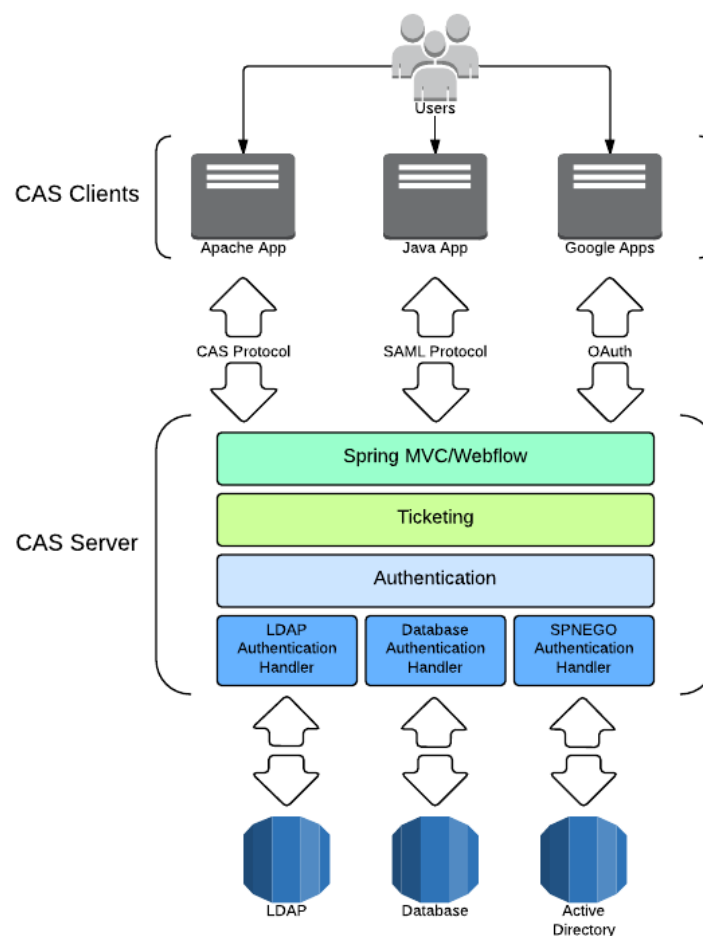 Users
CAS Clients
Apache App
Java App
Google Apps
CAS Protocol
SAML Protocol
OAuth
CAS Server
Spring MVC/Webflow
Ticketing
Authentication
LDAP
Authentication
Handler
Database
Authentication
Handler
SPNEGO
Authentication
Handler
LDAP
Database
Active
Directory